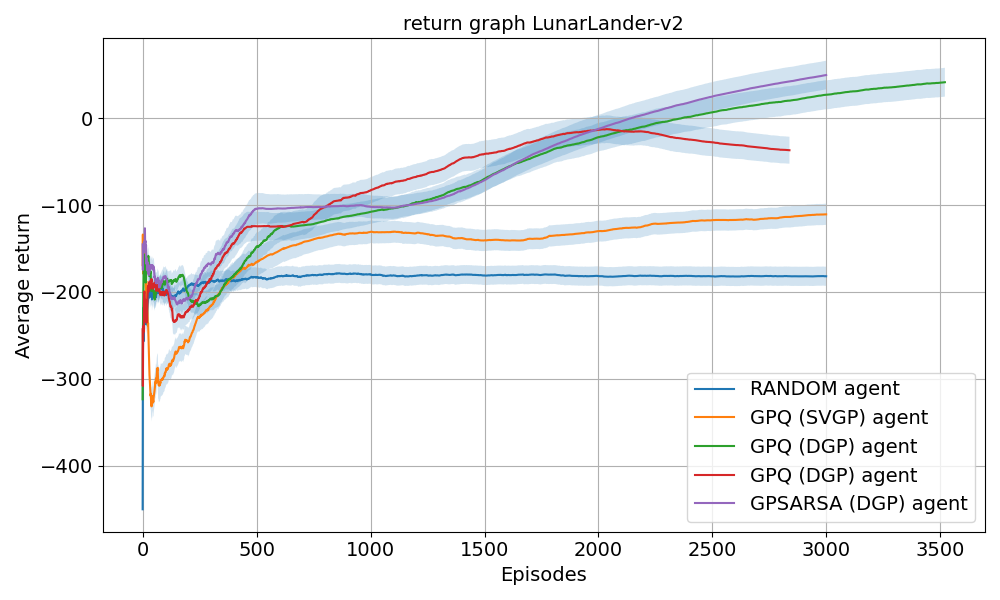 return graph LunarLander-v2
Average return
0
−100
−200
−300
−400
RANDOM agent
GPQ (SVGP) agent
GPQ (DGP) agent
GPQ (DGP) agent
GPSARSA (DGP) agent
0 500 1000 1500 2000 2500 3000 3500
Episodes